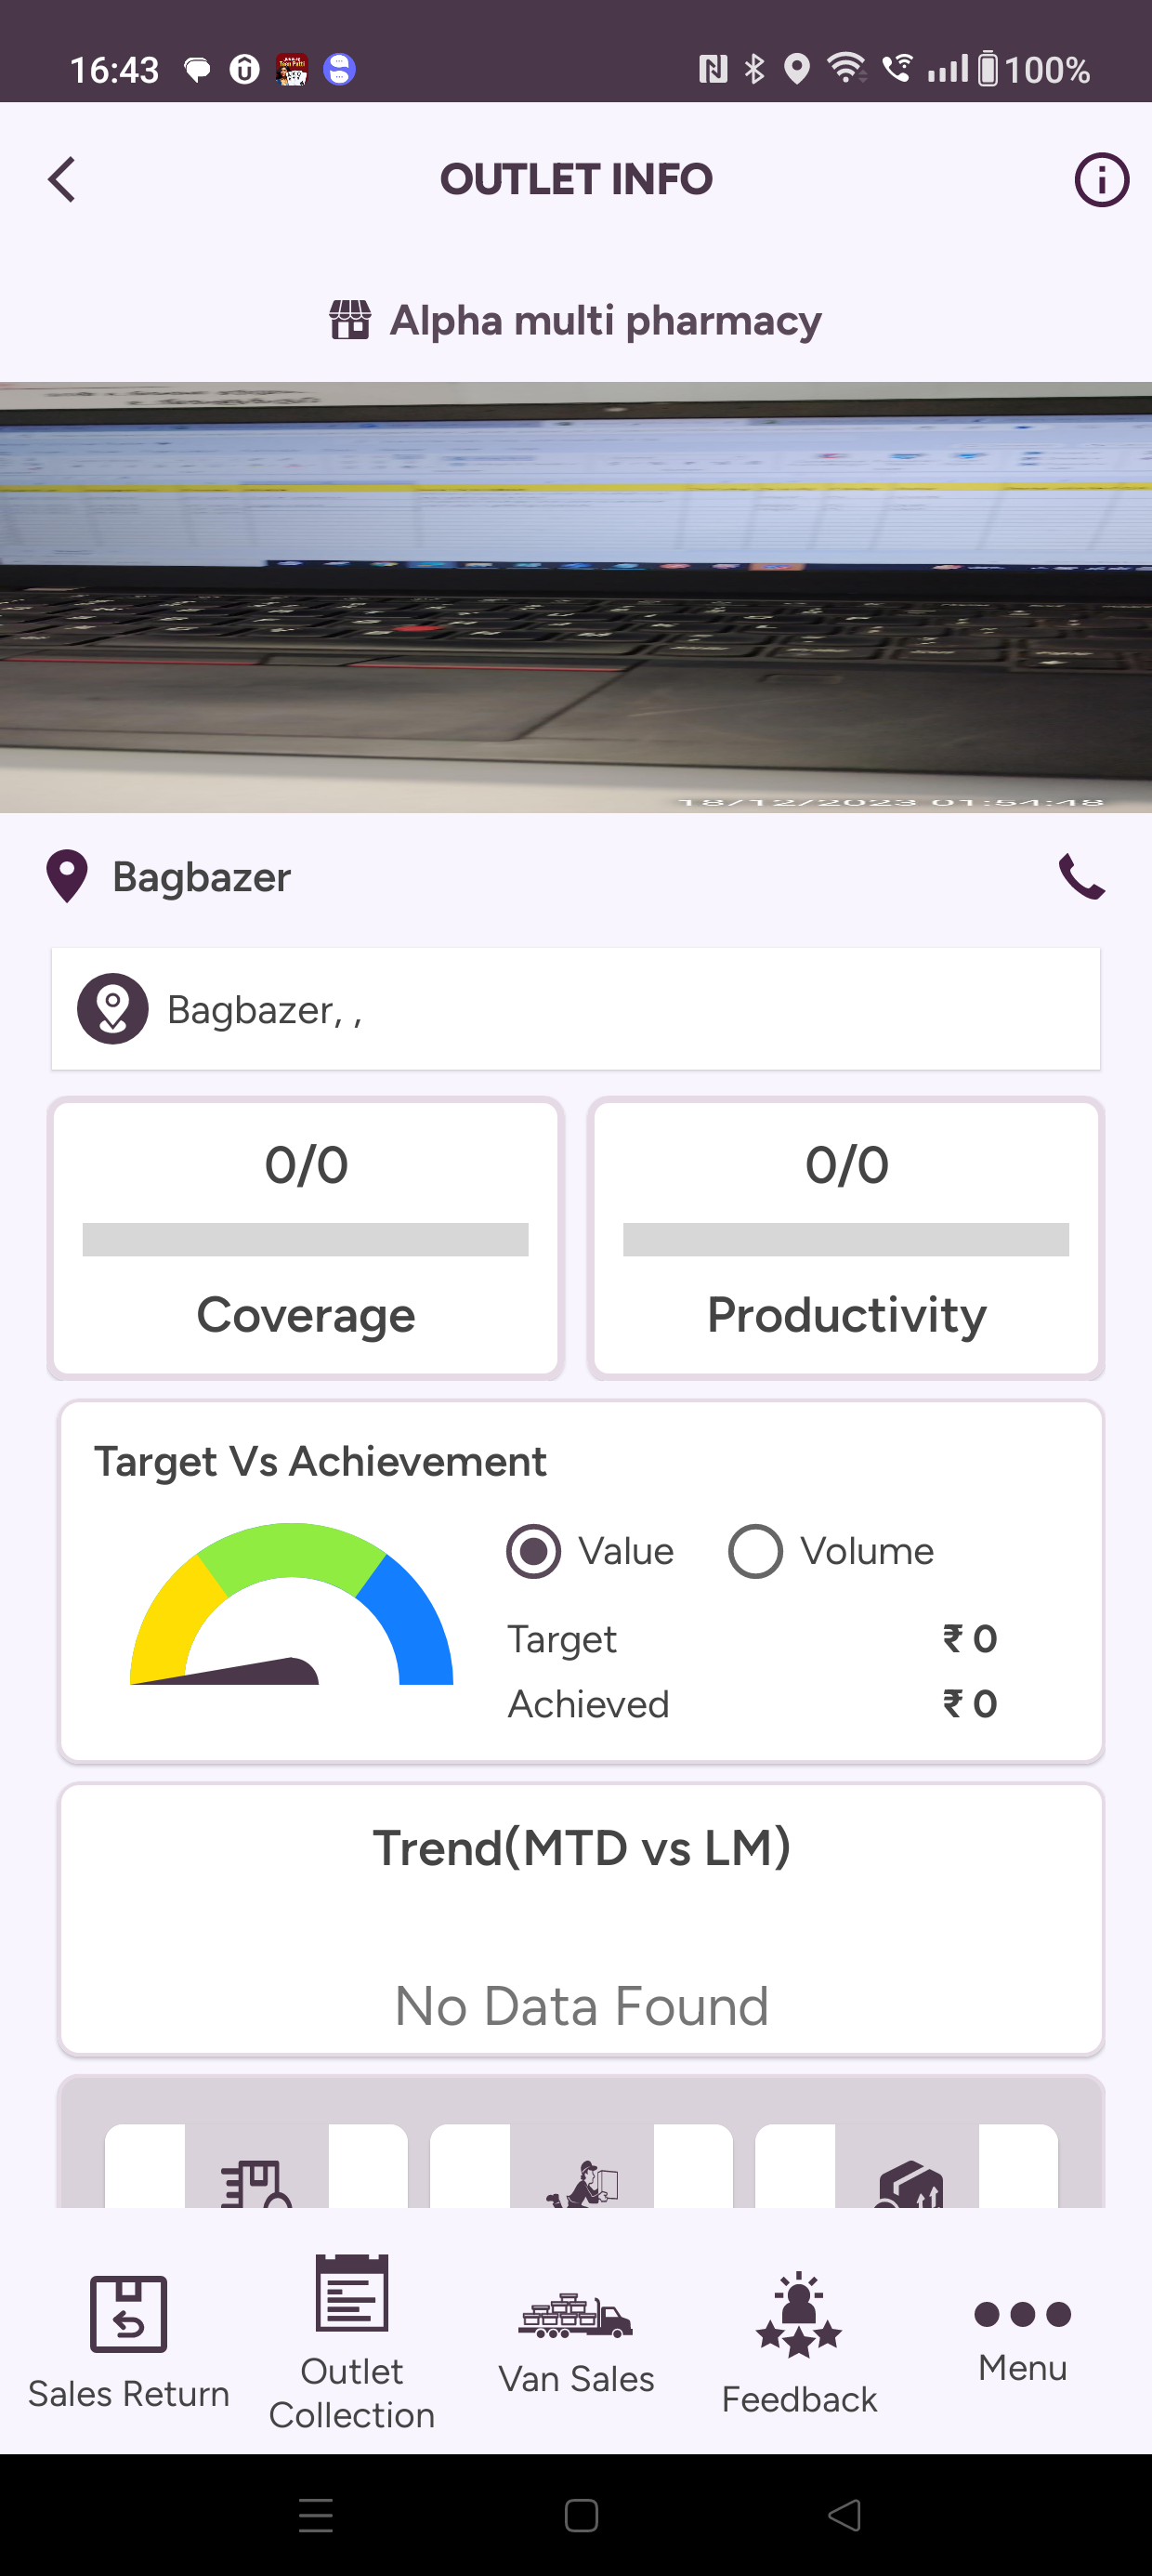 16:43 100%
OUTLET INFO
Alpha multi pharmacy
18/12/2023 01:54:48
Bagbazer
Bagbazer, ,
0/0 0/0
Coverage Productivity
Target Vs Achievement
Value Volume
Target ₹ 0
Achieved ₹ 0
Trend(MTD vs LM)
No Data Found
Sales Return
Outlet
Collection
Van Sales
Feedback
Menu